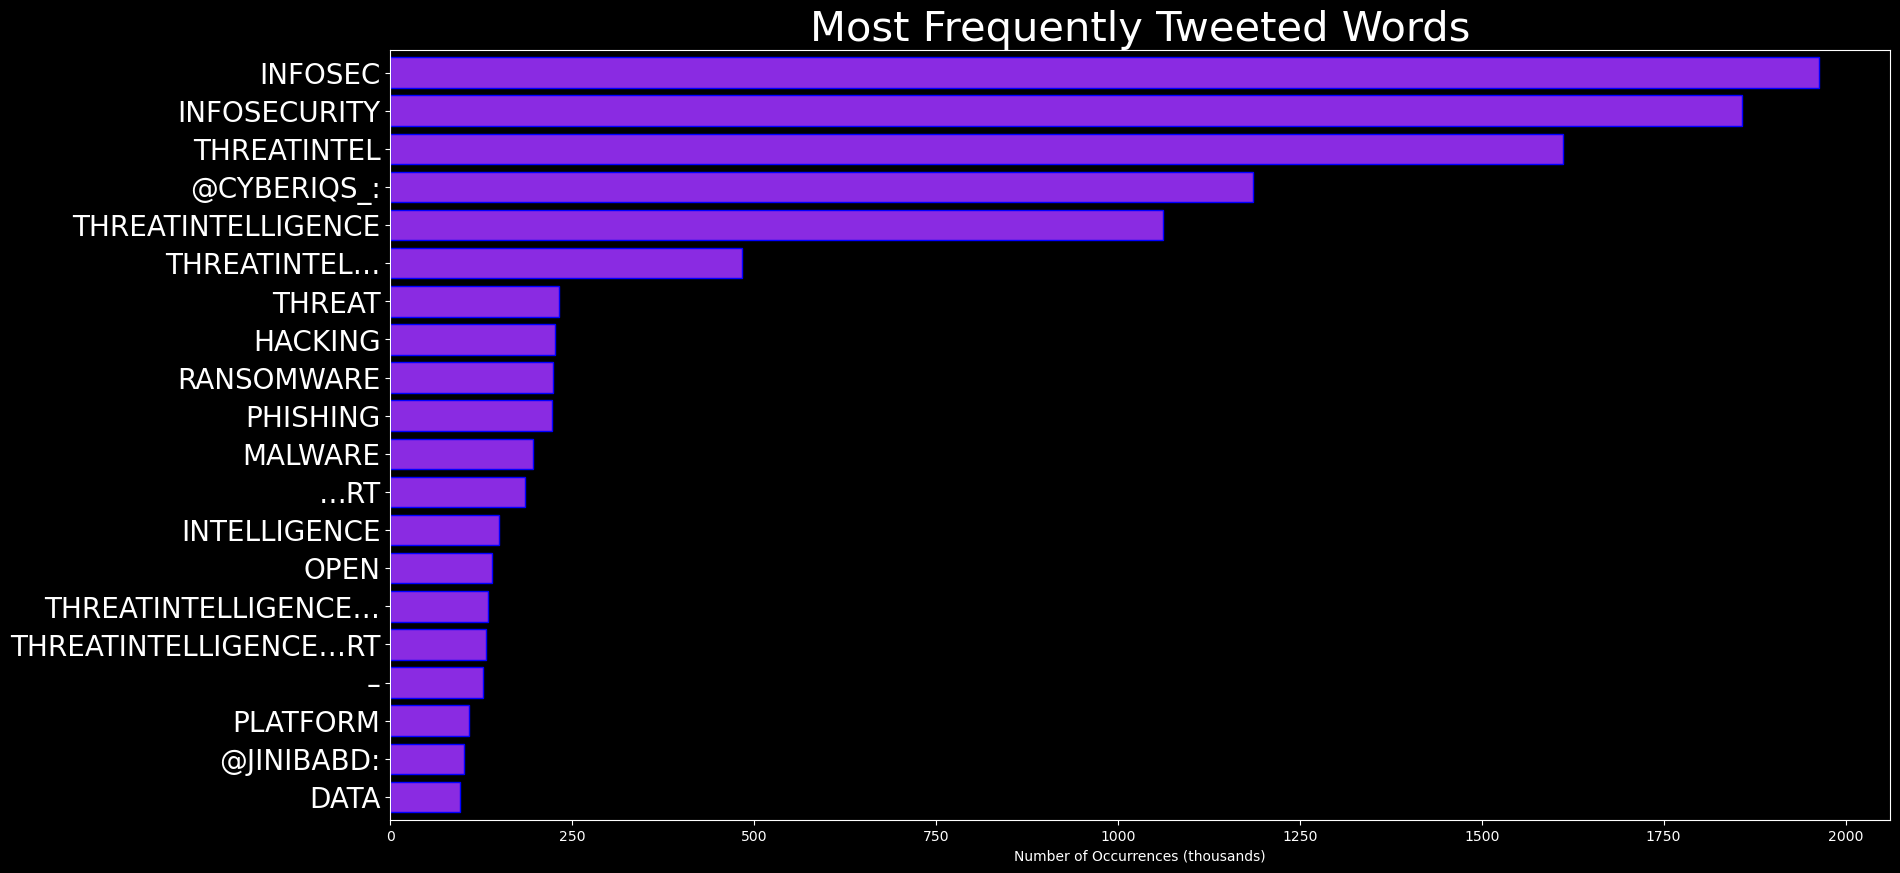 Most Frequently Tweeted Words
INFOSEC
INFOSECURITY
THREATINTEL
@CYBERIQS_:
THREATINTELLIGENCE
THREATINTEL…
THREAT
HACKING
RANSOMWARE
PHISHING
MALWARE
…RT
INTELLIGENCE
OPEN
THREATINTELLIGENCE…
THREATINTELLIGENCE…RT
–
PLATFORM
@JINIBABD:
DATA
0 250 500 750 1000 1250 1500 1750 2000
Number of Occurrences (thousands)